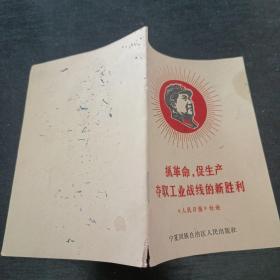 抓革命，促生产
夺取工业战线的新胜利
《人民日报》社论
宁夏回族自治区人民出版社